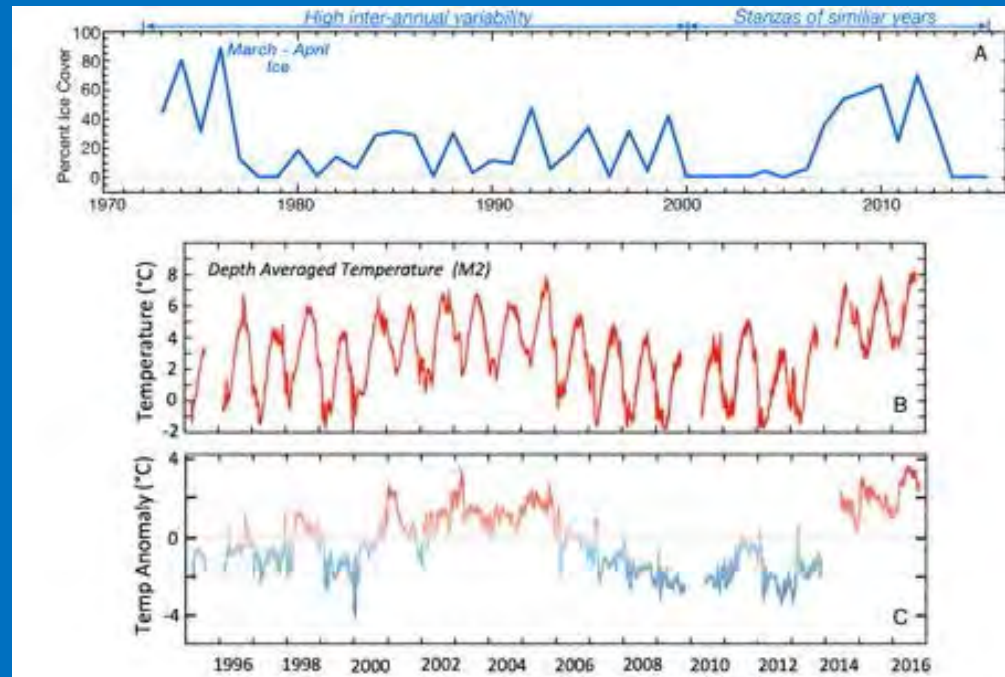 High inter-annual variability Stanzas of similiar years
100
80
60
40
20
0
Percent Ice Cover
March - April
Ice
A
1970 1980 1990 2000 2010
8
6
4
2
0
-2
Temperature (°C)
Depth Averaged Temperature (M2)
B
4
0
-4
Temp Anomaly (°C)
C
1996 1998 2000 2002 2004 2006 2008 2010 2012 2014 2016